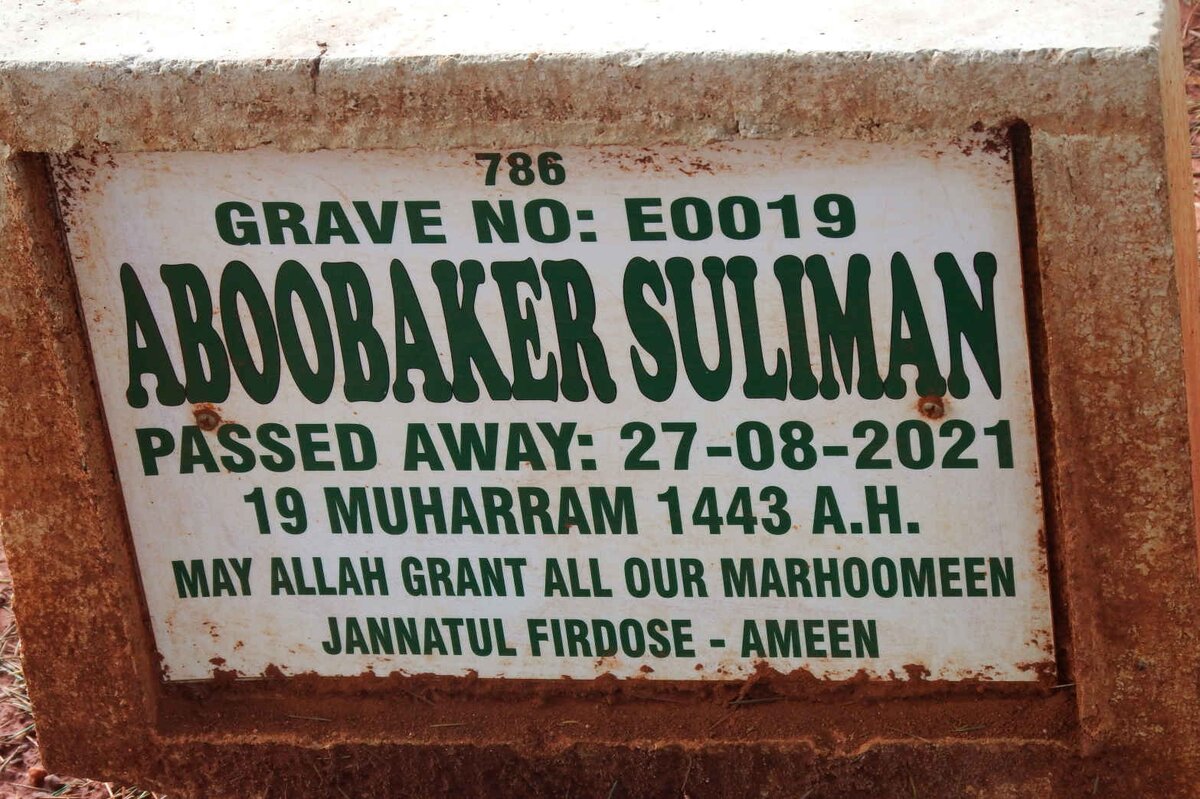 786
GRAVE NO: E0019
ABOOBAKER SULIMAN
PASSED AWAY: 27-08-2021
19 MUHARRAM 1443 A.H.
MAY ALLAH GRANT ALL OUR MARHOOMEEN
JANNATUL FIRDOSE - AMEEN